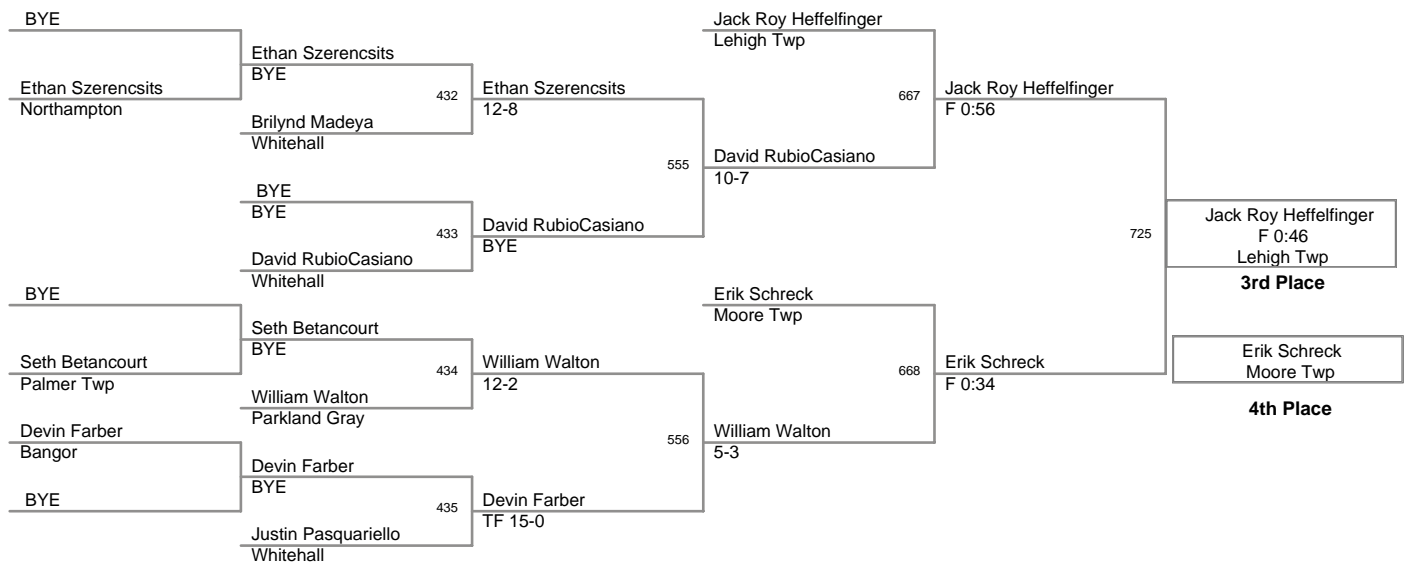 BYE
Ethan Szerencsits
Northampton
BYE
Seth Betancourt
Palmer Twp
Devin Farber
Bangor
BYE
Ethan Szerencsits
BYE
432
Brilynd Madeya
Whitehall
BYE
BYE
433
David RubioCasiano
Whitehall
Seth Betancourt
BYE
434
William Walton
Parkland Gray
Devin Farber
BYE
435
Justin Pasquariello
Whitehall
Ethan Szerencsits
12-8
555
David RubioCasiano
BYE
William Walton
12-2
556
Devin Farber
TF 15-0
Jack Roy Heffelfinger
Lehigh Twp
667
David RubioCasiano
10-7
Erik Schreck
Moore Twp
668
William Walton
5-3
Jack Roy Heffelfinger
F 0:56
725
Erik Schreck
F 0:34
Jack Roy Heffelfinger
F 0:46
Lehigh Twp
3rd Place
Erik Schreck
Moore Twp
4th Place